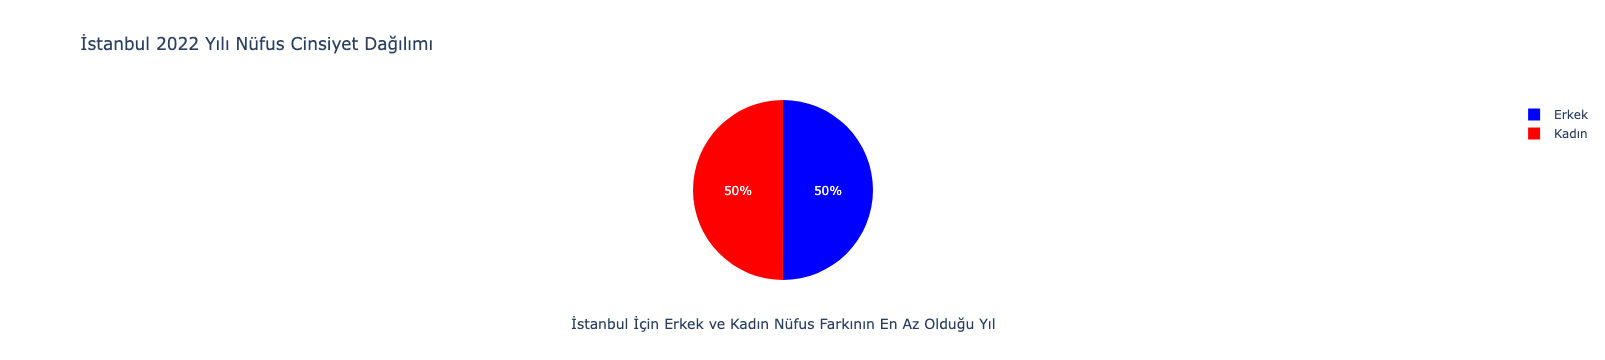 İstanbul 2022 Yılı Nüfus Cinsiyet Dağılımı
Erkek
Kadın
50%
50%
İstanbul İçin Erkek ve Kadın Nüfus Farkının En Az Olduğu Yıl